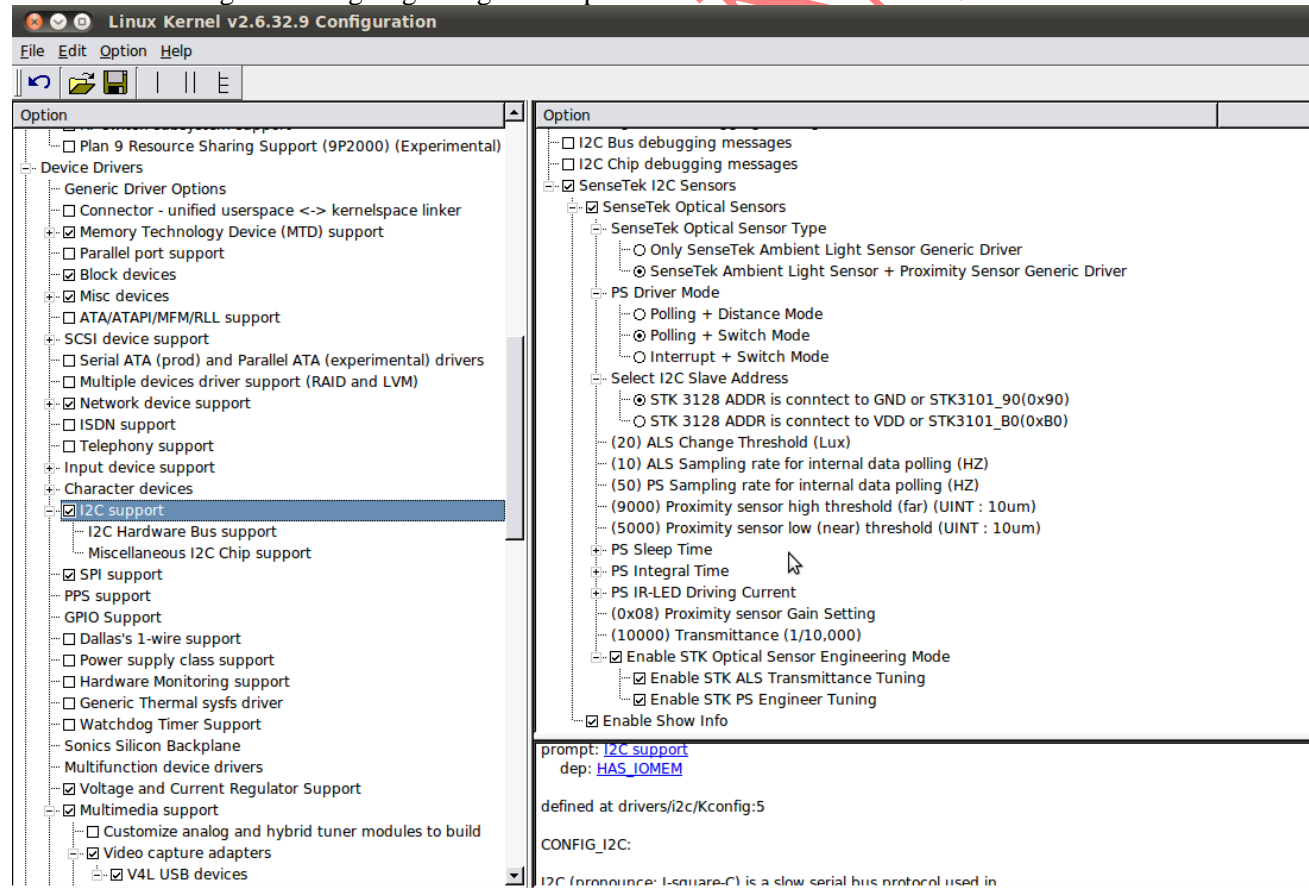 Linux Kernel v2.6.32.9 Configuration
File Edit Option Help
Option
Plan 9 Resource Sharing Support (9P2000) (Experimental)
Device Drivers
Generic Driver Options
Connector - unified userspace <-> kernelspace linker
Memory Technology Device (MTD) support
Parallel port support
Block devices
Misc devices
ATA/ATAPI/MFM/RLL support
SCSI device support
Serial ATA (prod) and Parallel ATA (experimental) drivers
Multiple devices driver support (RAID and LVM)
Network device support
ISDN support
Telephony support
Input device support
Character devices
I2C support
I2C Hardware Bus support
Miscellaneous I2C Chip support
SPI support
PPS support
GPIO Support
Dallas's 1-wire support
Power supply class support
Hardware Monitoring support
Generic Thermal sysfs driver
Watchdog Timer Support
Sonics Silicon Backplane
Multifunction device drivers
Voltage and Current Regulator Support
Multimedia support
Customize analog and hybrid tuner modules to build
Video capture adapters
V4L USB devices
Option
I2C Bus debugging messages
I2C Chip debugging messages
SenseTek I2C Sensors
SenseTek Optical Sensors
SenseTek Optical Sensor Type
Only SenseTek Ambient Light Sensor Generic Driver
SenseTek Ambient Light Sensor + Proximity Sensor Generic Driver
PS Driver Mode
Polling + Distance Mode
Polling + Switch Mode
Interrupt + Switch Mode
Select I2C Slave Address
STK 3128 ADDR is conntect to GND or STK3101_90(0x90)
STK 3128 ADDR is conntect to VDD or STK3101_B0(0xB0)
(20) ALS Change Threshold (Lux)
(10) ALS Sampling rate for internal data polling (HZ)
(50) PS Sampling rate for internal data polling (HZ)
(9000) Proximity sensor high threshold (far) (UINT : 10um)
(5000) Proximity sensor low (near) threshold (UINT : 10um)
PS Sleep Time
PS Integral Time
PS IR-LED Driving Current
(0x08) Proximity sensor Gain Setting
(10000) Transmittance (1/10,000)
Enable STK Optical Sensor Engineering Mode
Enable STK ALS Transmittance Tuning
Enable STK PS Engineer Tuning
Enable Show Info
prompt: I2C support
dep: HAS_IOMEM
defined at drivers/i2c/Kconfig:5
CONFIG_I2C:
I2C (pronounce: I-square-C) is a slow serial bus protocol used in